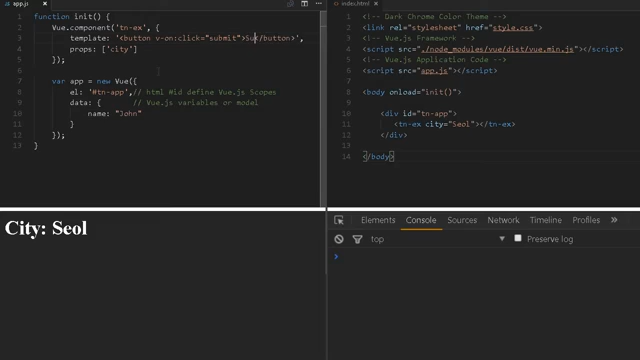 app.js
function init() {
Vue.component('tn-ex', {
template: '<button v-on:click="submit">Su</button>',
props: ['city']
});
var app = new Vue({
el: '#tn-app',// html #id define Vue.js Scopes
data: { // Vue.js variables or model
name: "John"
}
});
}
index.html
<!-- Dark Chrome Color Theme -->
<link rel="stylesheet" href="style.css">
<!-- Vue.js Framework -->
<script src="./node_modules/vue/dist/vue.min.js"></script>
<!-- Vue.js Application Code -->
<script src="app.js"></script>
<body onload="init()">
<div id="tn-app">
<tn-ex city="Seol"></tn-ex>
</div>
</body>
City: Seol
Elements Console Sources Network Timeline Profiles
top Preserve log